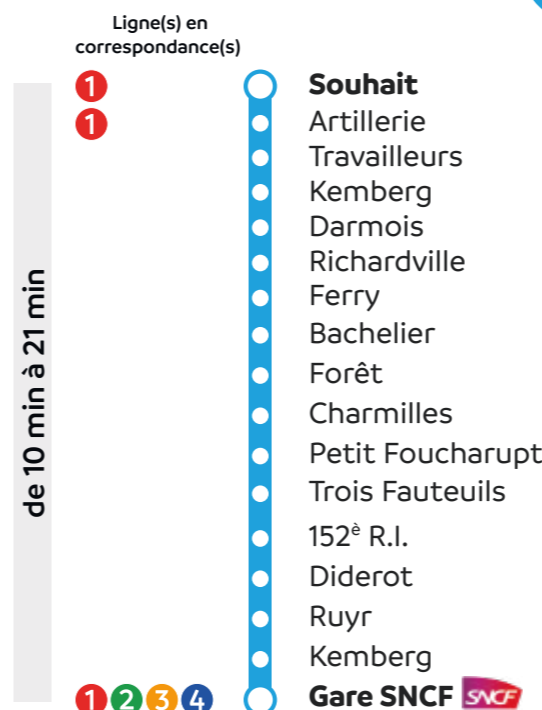 Ligne(s) en
correspondance(s)
de 10 min à 21 min
1 Souhait
1 Artillerie
Travailleurs
Kemberg
Darmois
Richardville
Ferry
Bachelier
Forêt
Charmilles
Petit Foucharupt
Trois Fauteuils
152è R.I.
Diderot
Ruyr
Kemberg
1 2 3 4 Gare SNCF SNCF